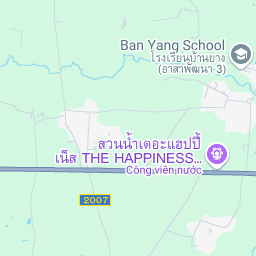 Ban Yang School
โรงเรียนบ้านยาง
(อาสาพัฒนา 3)
สวนน้ำเดอะแฮปปี้
เน็ส THE HAPPINESS...
Công viên nước
2007